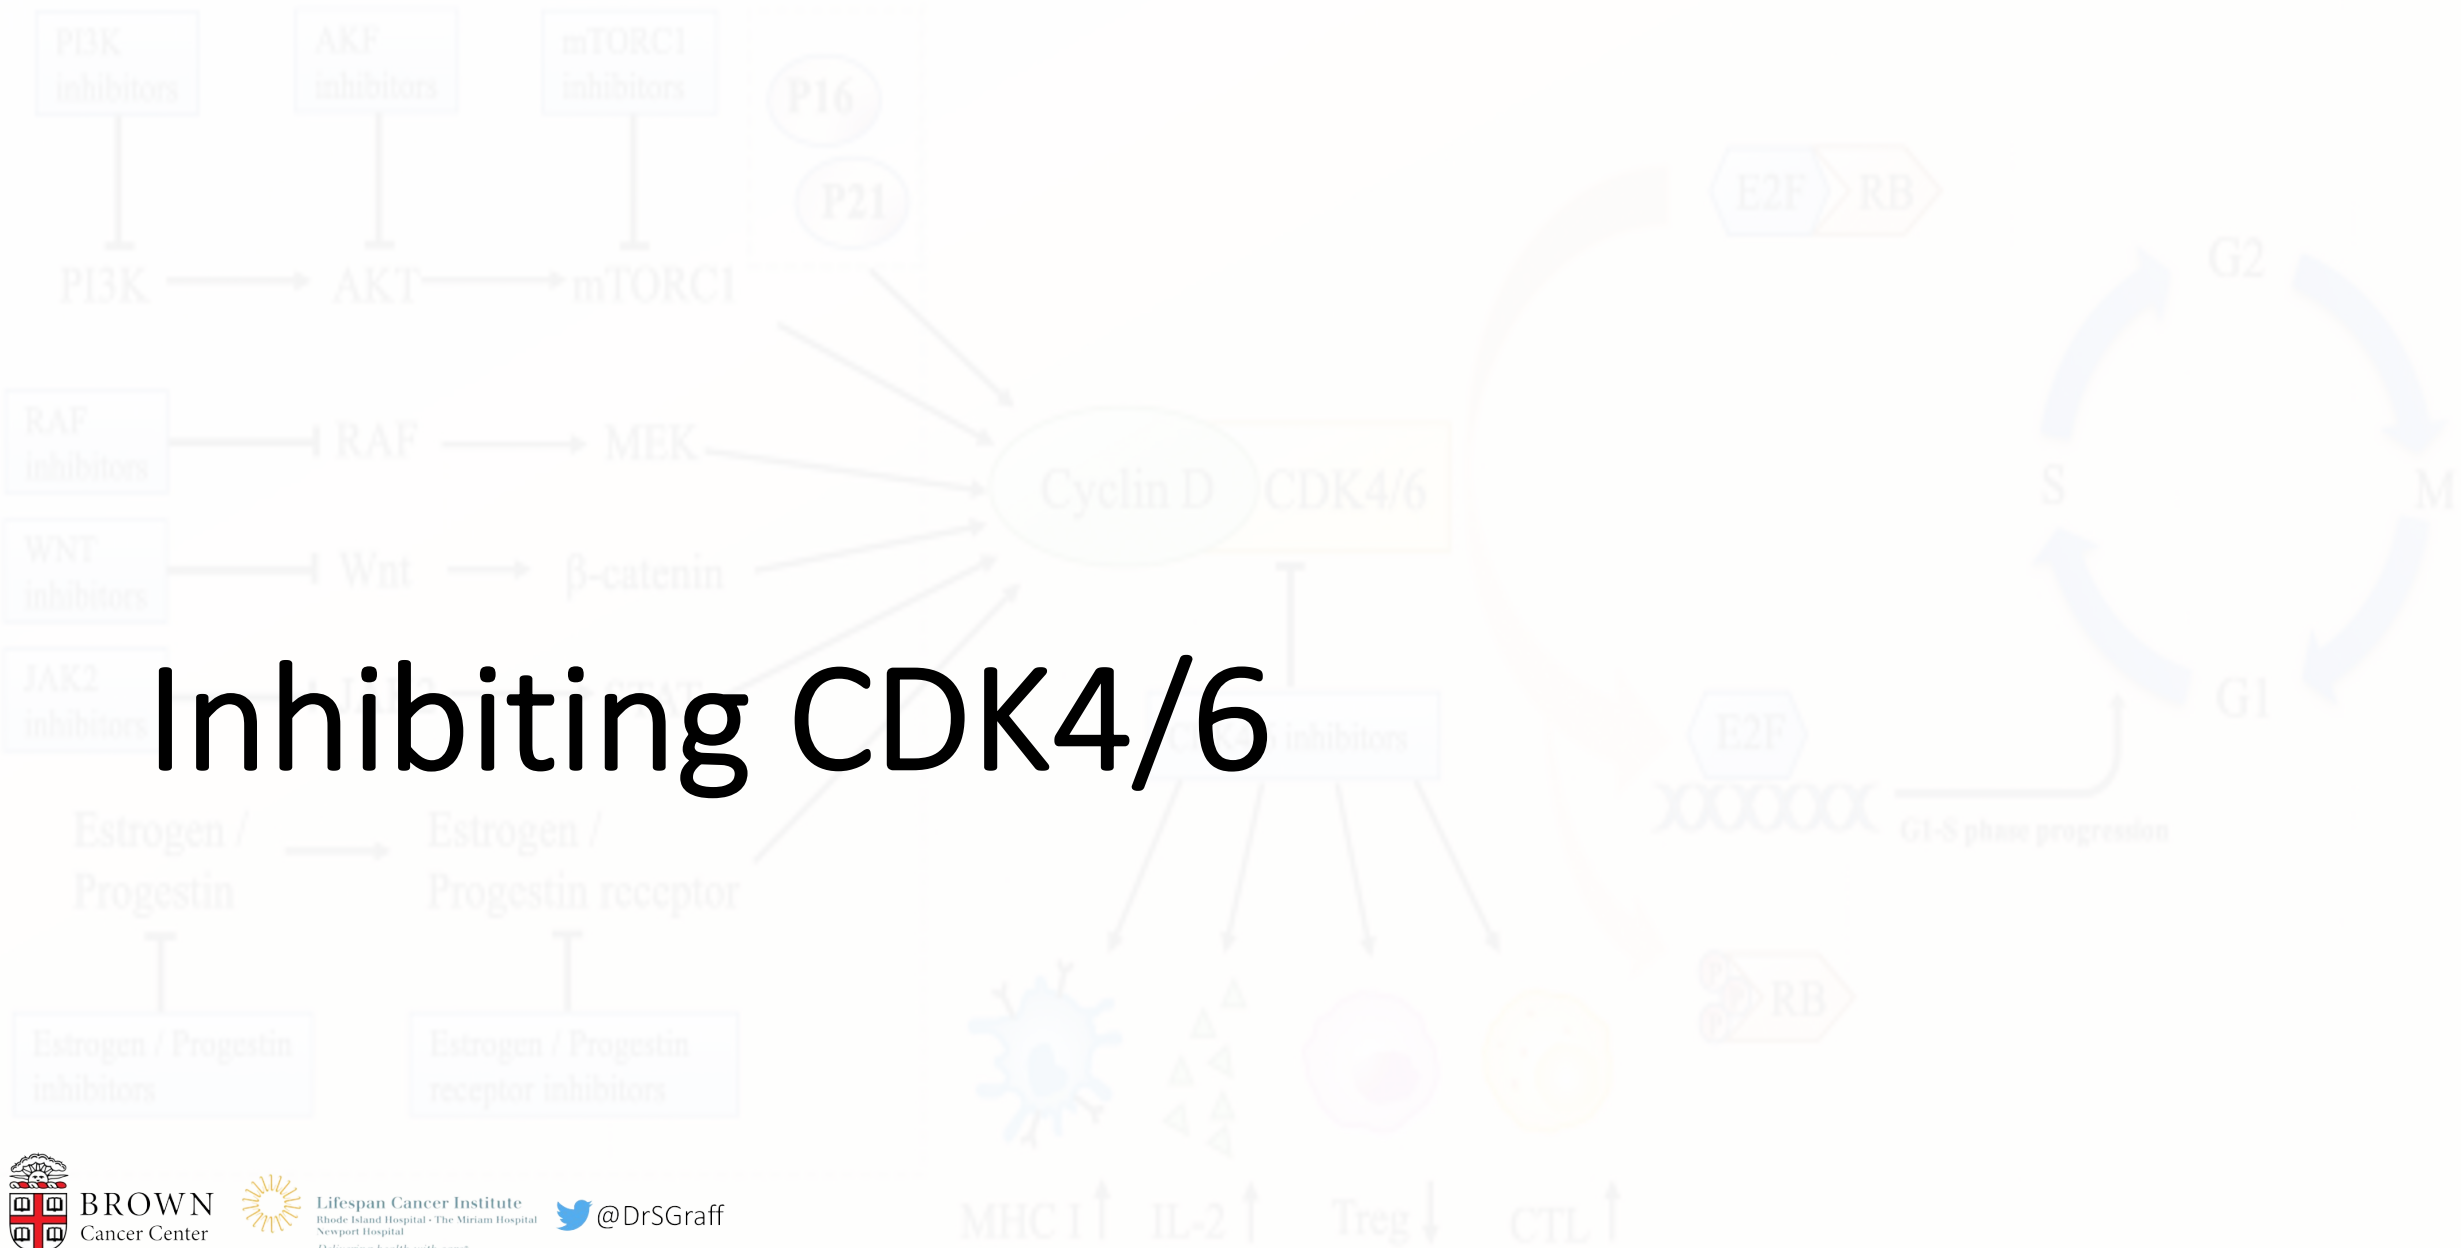 PI3K
inhibitors
AKF
inhibitors
mTORC1
inhibitors
P16
P21
PI3K
AKT
mTORC1
E2F
RB
G2
S
M
G1
RAF
inhibitors
RAF
MEK
Cyclin D
CDK4/6
WNT
inhibitors
Wnt
β-catenin
JAK2
inhibitors
Inhibiting CDK4/6
inhibitors
E2F
G1-S phase progression
Estrogen /
Progestin
Estrogen /
Progestin receptor
P
P
P
RB
Estrogen / Progestin
inhibitors
Estrogen / Progestin
receptor inhibitors
MHC I
IL-2
Treg
CTL
BROWN
Cancer Center
Lifespan Cancer Institute
Rhode Island Hospital • The Miriam Hospital
Newport Hospital
@DrSGraff